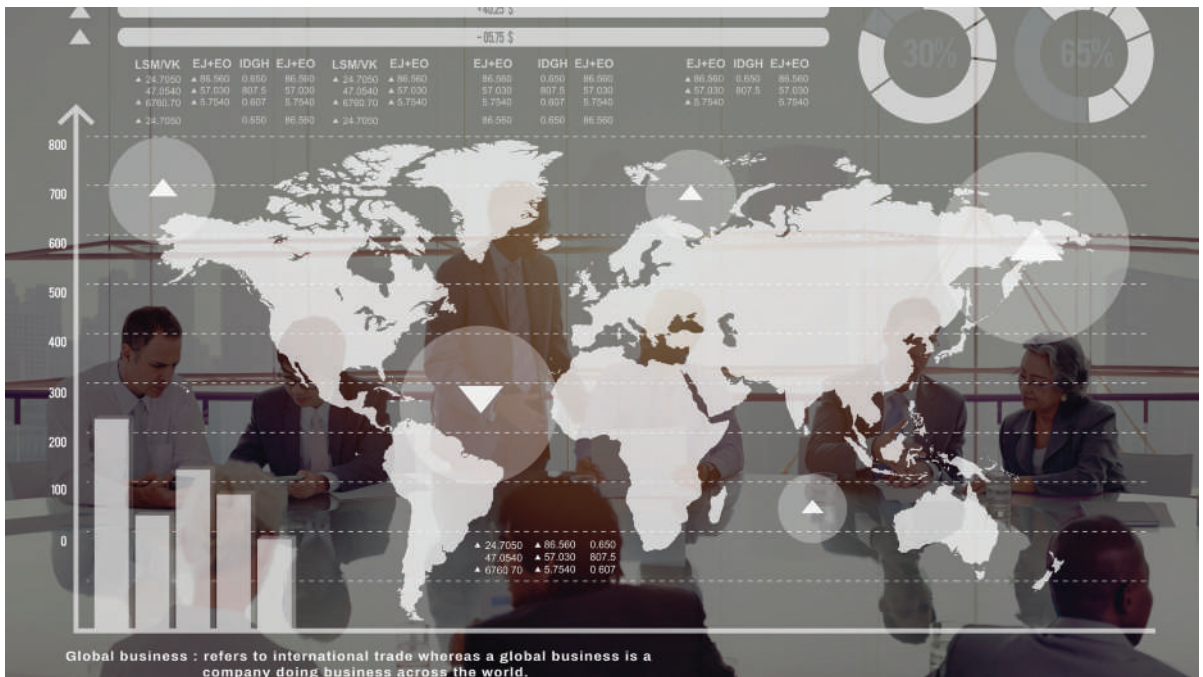 - 05.75 $
30%
65%
LSM/VK EJ+EO IDGH EJ+EO LSM/VK EJ+EO EJ+EO IDGH EJ+EO EJ+EO IDGH EJ+EO
▲ 24.7050 ▲ 86.560 0.650 86.560 ▲ 24.7050 ▲ 86.560 86.560 0.650 86.560 ▲ 86.560 0.650 86.560
47.0540 ▲ 57.030 807.5 57.030 47.0540 ▲ 57.030 57.030 807.5 57.030 ▲ 57.030 807.5 57.030
▲ 6760.70 ▲ 5.7540 0.607 5.7540 ▲ 6760.70 ▲ 5.7540 5.7540 0.607 5.7540 ▲ 5.7540 5.7540
▲ 24.7050 0.650 86.560 ▲ 24.7050 86.560 0.650 86.560
800
700
600
500
400
300
200
100
0
▲ 24.7050 ▲ 86.560 0.650
47.0540 ▲ 57.030 807.5
▲ 6760.70 ▲ 5.7540 0.607
Global business : refers to international trade whereas a global business is a
company doing business across the world.